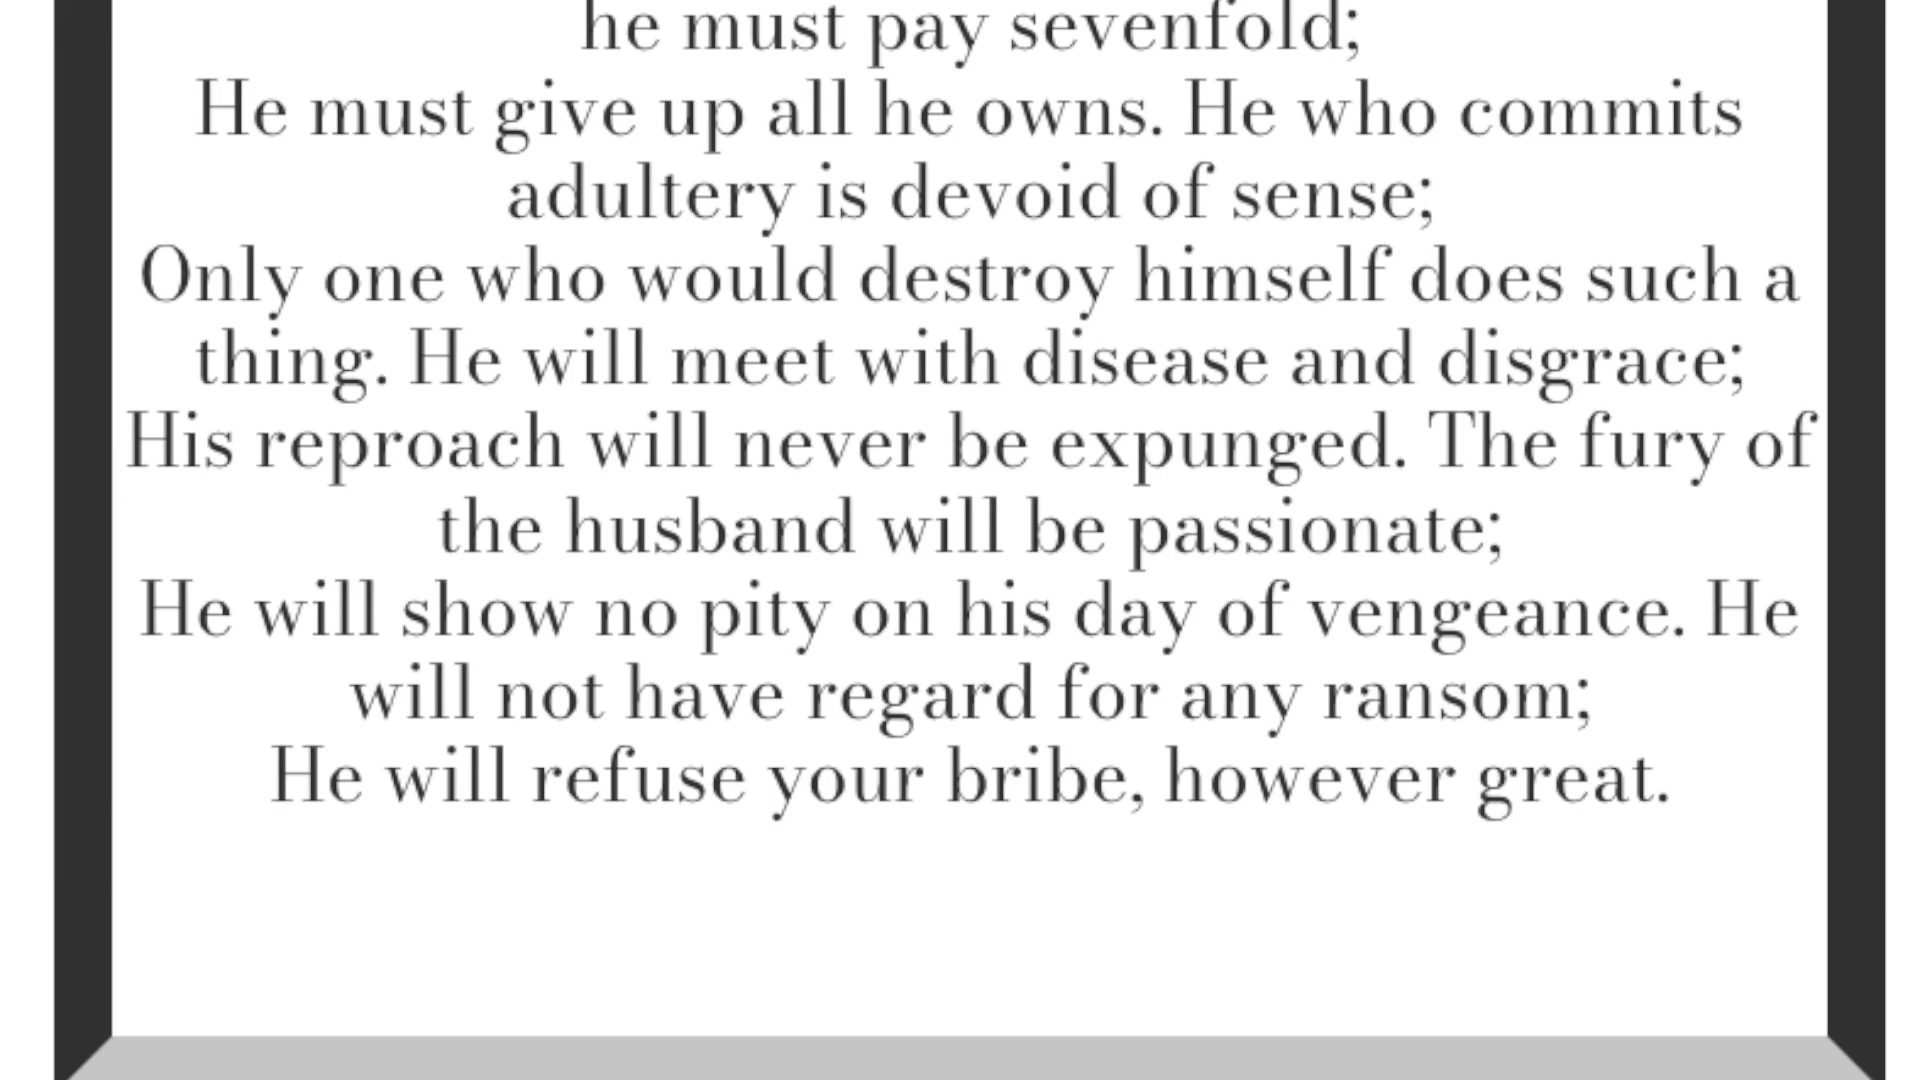 he must pay sevenfold;
He must give up all he owns. He who commits
adultery is devoid of sense;
Only one who would destroy himself does such a
thing. He will meet with disease and disgrace;
His reproach will never be expunged. The fury of
the husband will be passionate;
He will show no pity on his day of vengeance. He
will not have regard for any ransom;
He will refuse your bribe, however great.